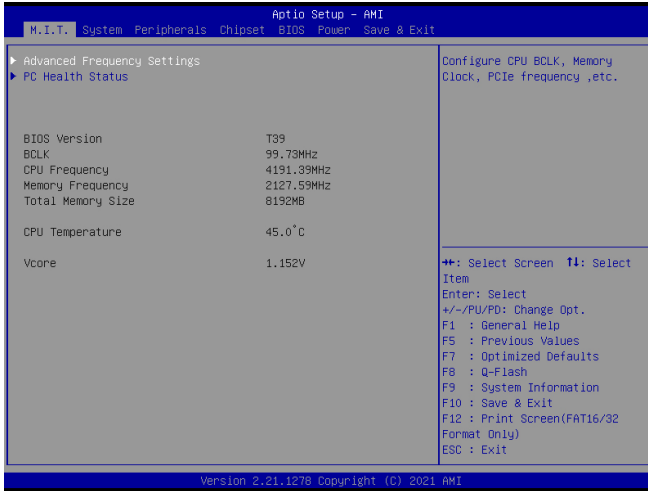 Aptio Setup - AMI
M.I.T. System Peripherals Chipset BIOS Power Save & Exit
Advanced Frequency Settings
PC Health Status
BIOS Version T39
BCLK 99.73MHz
CPU Frequency 4191.39MHz
Memory Frequency 2127.59MHz
Total Memory Size 8192MB
CPU Temperature 45.0°C
Vcore 1.152V
Configure CPU BCLK, Memory
Clock, PCIe frequency ,etc.
→←: Select Screen ↑↓: Select
Item
Enter: Select
+/-/PU/PD: Change Opt.
F1 : General Help
F5 : Previous Values
F7 : Optimized Defaults
F8 : Q-Flash
F9 : System Information
F10 : Save & Exit
F12 : Print Screen(FAT16/32
Format Only)
ESC : Exit
Version 2.21.1278 Copyright (C) 2021 AMI